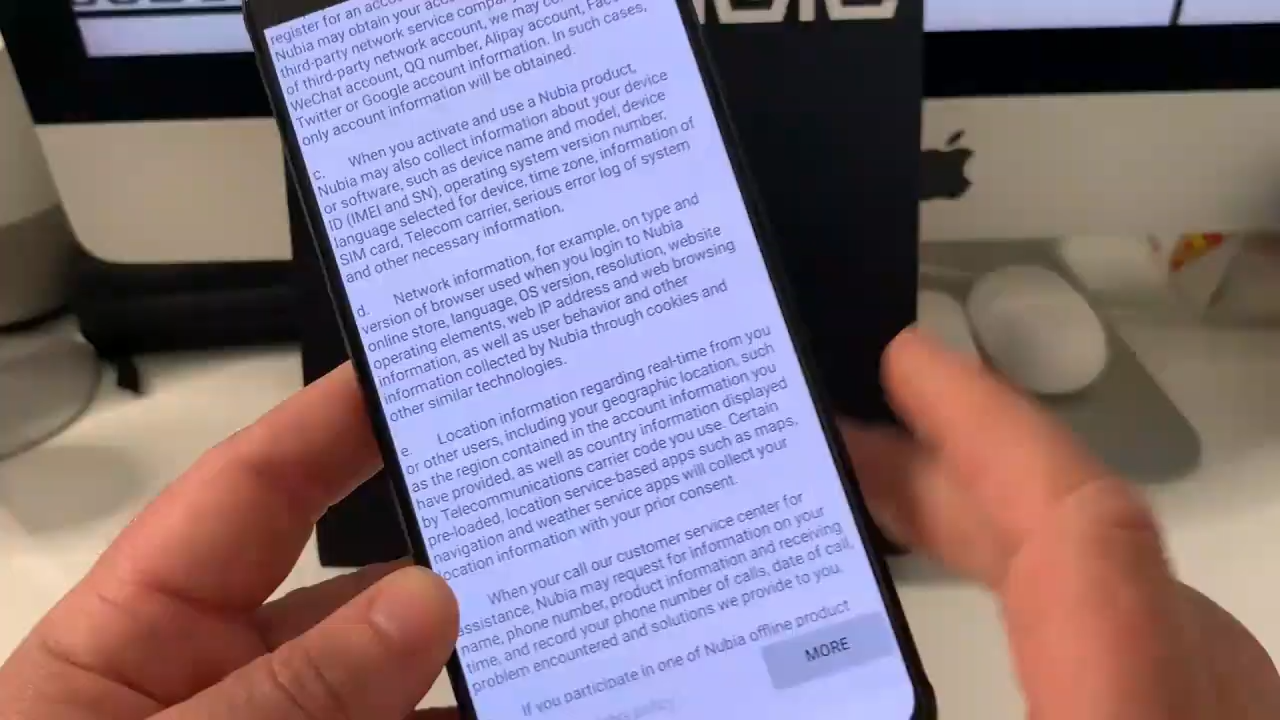 register for an
Nubia may obtain your
third-party network service
of third-party network account, we may
WeChat account, QQ number, Alipay account,
Twitter or Google account information. In such cases,
only account information will be obtained.
c. When you activate and use a Nubia product,
Nubia may also collect information about your device
or software, such as device name and model, device
ID (IMEI and SN), operating system version number,
language selected for device, time zone, information of
SIM card, Telecom carrier, serious error log of system
and other necessary information.
d. Network information, for example, on type and
version of browser used when you login to Nubia
online store, language, OS version, resolution, website
operating elements, web IP address and web browsing
information, as well as user behavior and other
information collected by Nubia through cookies and
other similar technologies.
e. Location information regarding real-time from you
or other users, including your geographic location, such
as the region contained in the account information you
have provided, as well as country information displayed
by Telecommunications carrier code you use. Certain
pre-loaded, location service-based apps such as maps,
navigation and weather service apps will collect your
location information with your prior consent.
When your call our customer service center for
assistance, Nubia may request for information on your
name, phone number, product information and receiving
time, and record your phone number of calls, date of call,
problem encountered and solutions we provide to you.
If you participate in one of Nubia offline product
MORE